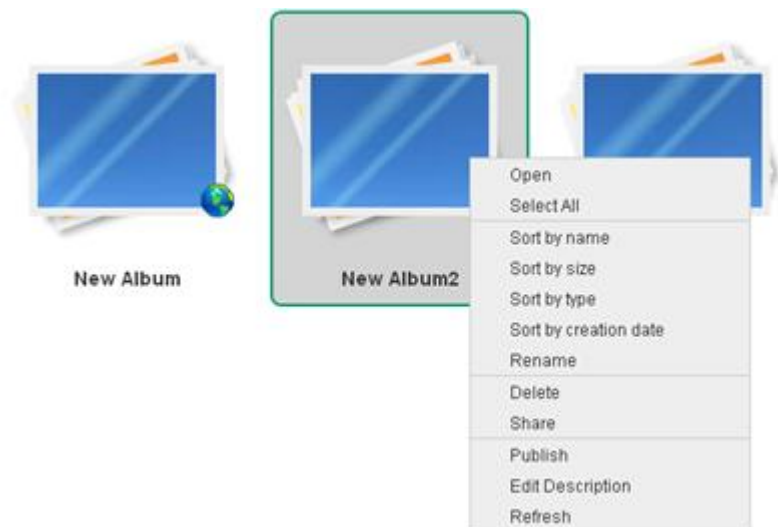 New Album
New Album2
Open
Select All
Sort by name
Sort by size
Sort by type
Sort by creation date
Rename
Delete
Share
Publish
Edit Description
Refresh